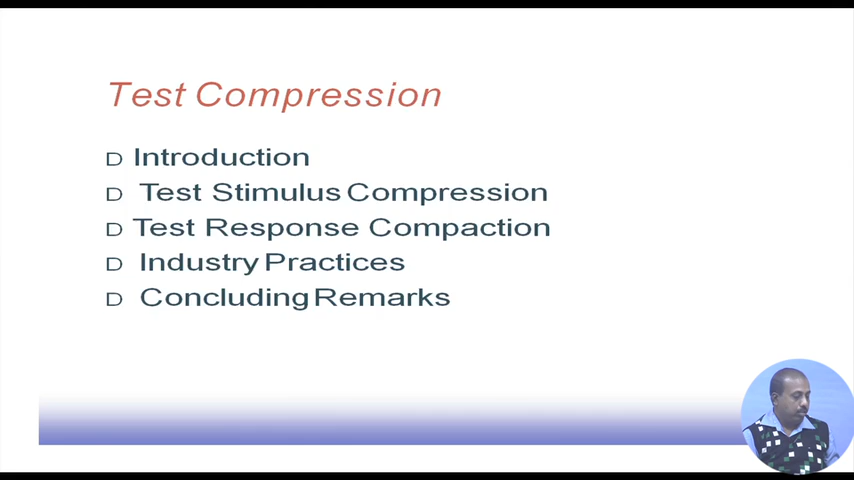 Test Compression
D Introduction
D Test Stimulus Compression
D Test Response Compaction
D Industry Practices
D Concluding Remarks